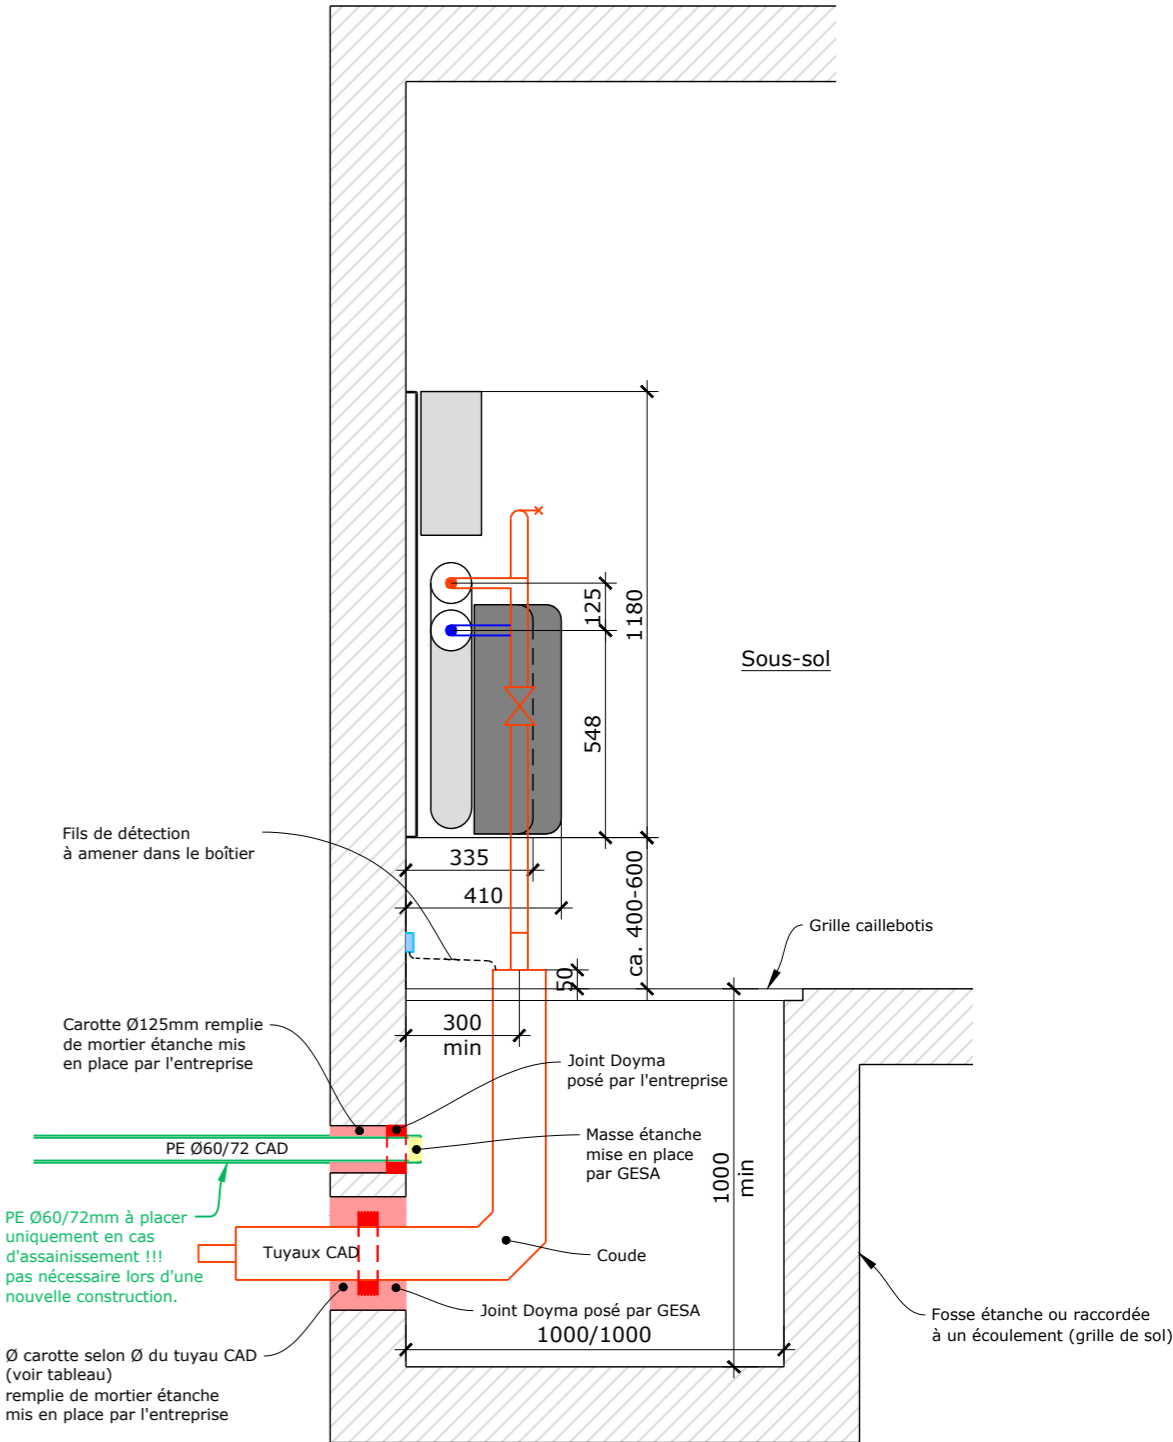 125
1180
Sous-sol
548
Fils de détection
à amener dans le boîtier
335
410
ca. 400-600
Grille caillebotis
50
300
min
Carotte Ø125mm remplie
de mortier étanche mis
en place par l'entreprise
Joint Doyma
posé par l'entreprise
PE Ø60/72 CAD
Masse étanche
mise en place
par GESA
1000
min
PE Ø60/72mm à placer
uniquement en cas
d'assainissement !!!
pas nécessaire lors d'une
nouvelle construction.
Tuyaux CAD
Coude
Joint Doyma posé par GESA
1000/1000
Fosse étanche ou raccordée
à un écoulement (grille de sol)
Ø carotte selon Ø du tuyau CAD
(voir tableau)
remplie de mortier étanche
mis en place par l'entreprise